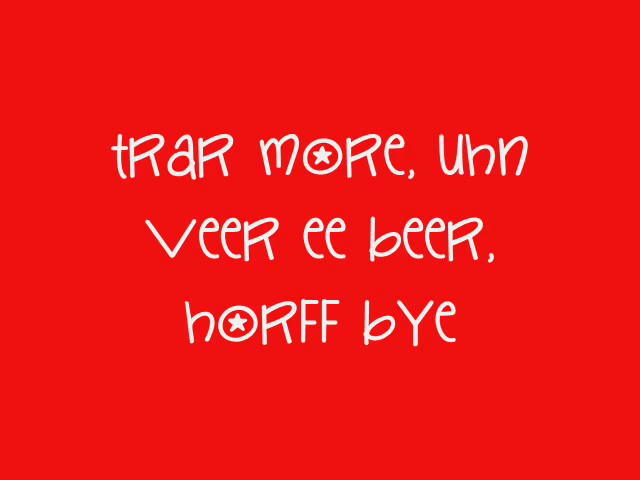 trar more, uhn
veer ee beer,
horff bye